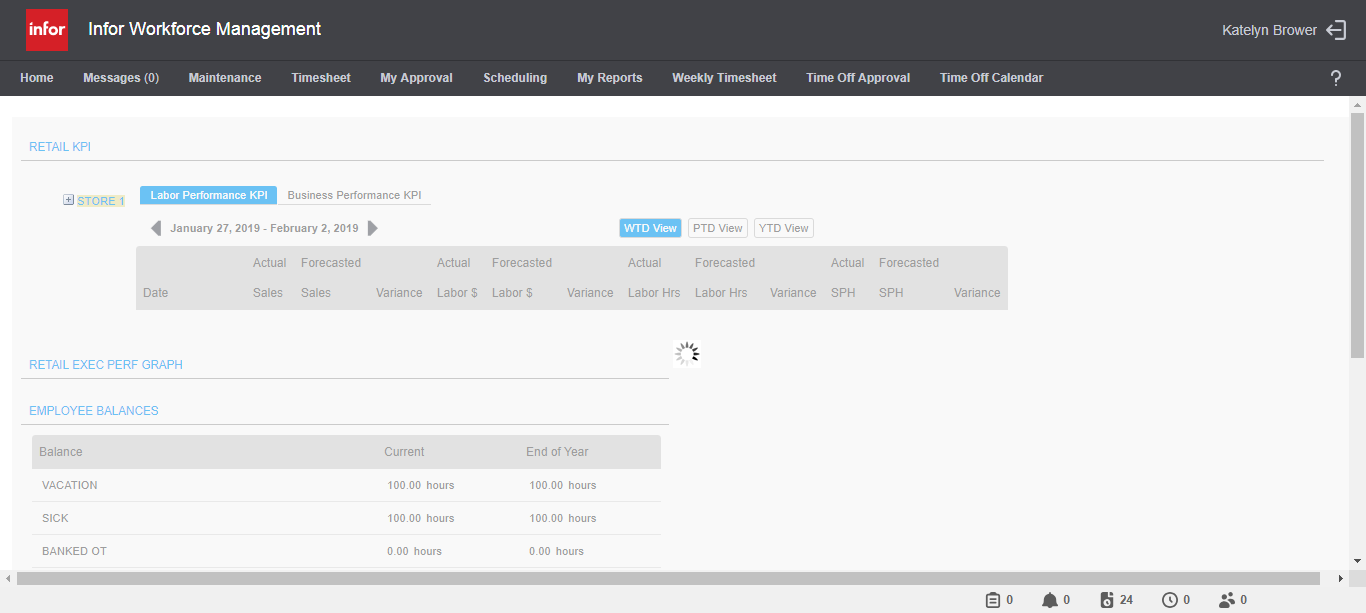 infor Infor Workforce Management Katelyn Brower
Home Messages (0) Maintenance Timesheet My Approval Scheduling My Reports Weekly Timesheet Time Off Approval Time Off Calendar ?
RETAIL KPI
STORE 1 Labor Performance KPI Business Performance KPI
January 27, 2019 - February 2, 2019 WTD View PTD View YTD View
Actual Forecasted Actual Forecasted Actual Forecasted Actual Forecasted
Date Sales Sales Variance Labor $ Labor $ Variance Labor Hrs Labor Hrs Variance SPH SPH Variance
RETAIL EXEC PERF GRAPH
EMPLOYEE BALANCES
Balance Current End of Year
VACATION 100.00 hours 100.00 hours
SICK 100.00 hours 100.00 hours
BANKED OT 0.00 hours 0.00 hours
0 0 24 0 0